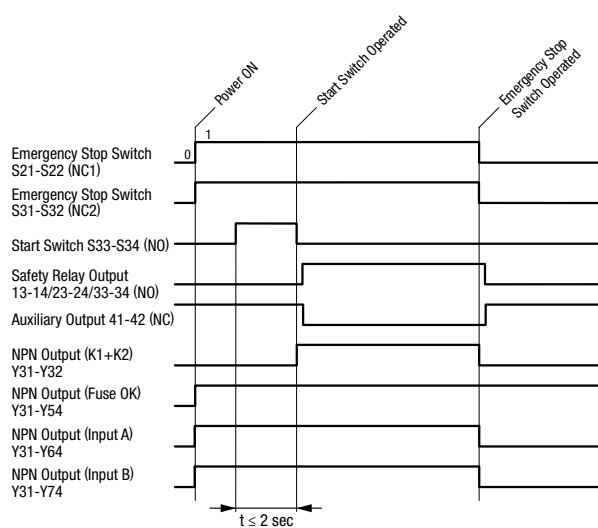 Power ON
Start Switch Operated
Emergency Stop
Switch Operated
1
0
Emergency Stop Switch
S21-S22 (NC1)
Emergency Stop Switch
S31-S32 (NC2)
Start Switch S33-S34 (NO)
Safety Relay Output
13-14/23-24/33-34 (NO)
Auxiliary Output 41-42 (NC)
NPN Output (K1+K2)
Y31-Y32
NPN Output (Fuse OK)
Y31-Y54
NPN Output (Input A)
Y31-Y64
NPN Output (Input B)
Y31-Y74
t ≤ 2 sec